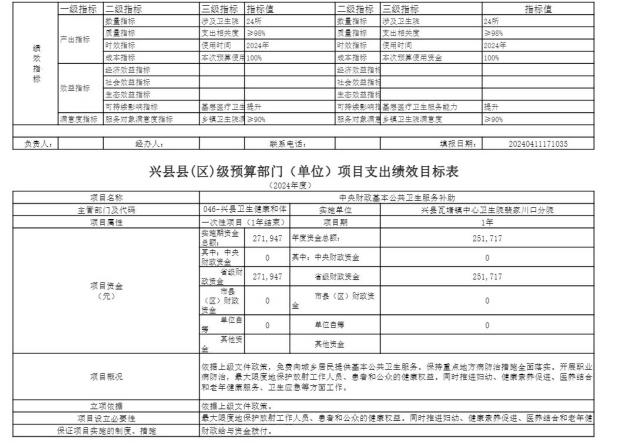 一级指标 二级指标 三级指标 指标值 二级指标 三级指标 指标值
绩效指标
产出指标 数量指标 涉及卫生院 24所 数量指标 涉及卫生院 24所
质量指标 支出相关度 ≥98% 质量指标 支出相关度 ≥98%
时效指标 使用时间 2024年 时效指标 使用时间 2024年
成本指标 本次预算使用 100% 成本指标 本次预算使用资金 100%
效益指标 经济效益指标 经济效益指标
社会效益指标 社会效益指标
生态效益指标 生态效益指标
可持续影响指标 基层医疗卫生 提升 可持续影响指 基层医疗卫生服务能力 提升
满意度指标 服务对象满意度指标 乡镇卫生院满 ≥90% 服务对象满意 乡镇卫生院满意度 ≥90%
负责人： 经办人： 联系电话： 填报日期： 20240411171035
兴县县(区)级预算部门（单位）项目支出绩效目标表
（2024年度）
项目名称 中央财政基本公共卫生服务补助
主管部门及代码 046-兴县卫生健康和体 实施单位 兴县瓦塘镇中心卫生院裴家川口分院
项目属性 一次性项目（1年结束） 项目期 1年
项目资金（元）
实施期资金总额： 271,947 年度资金总额： 251,717
其中：中央财政资金 0 其中：中央财政资金 0
省级财政资金 271,947 省级财政资金 251,717
市县（区）财政资金 0 市县（区）财政资金 0
单位自筹 0 单位自筹 0
其他资金 其他资金
项目概况
依据上级文件政策，免费向城乡居民提供基本公共卫生服务。保持重点地方病防治措施全面落实。开展职业
病防治，最大限度地保护放射工作人员、患者和公众的健康权益。同时推进妇幼、健康素养促进、医养结合
和老年健康服务、卫生应急等方面工作。
立项依据 依据上级文件政策。
项目设立必要性 最大限度地保护放射工作人员、患者和公众的健康权益。同时推进妇幼、健康素养促进、医养结合和老年健
保证项目实施的制度、措施 财政给与资金拨付。